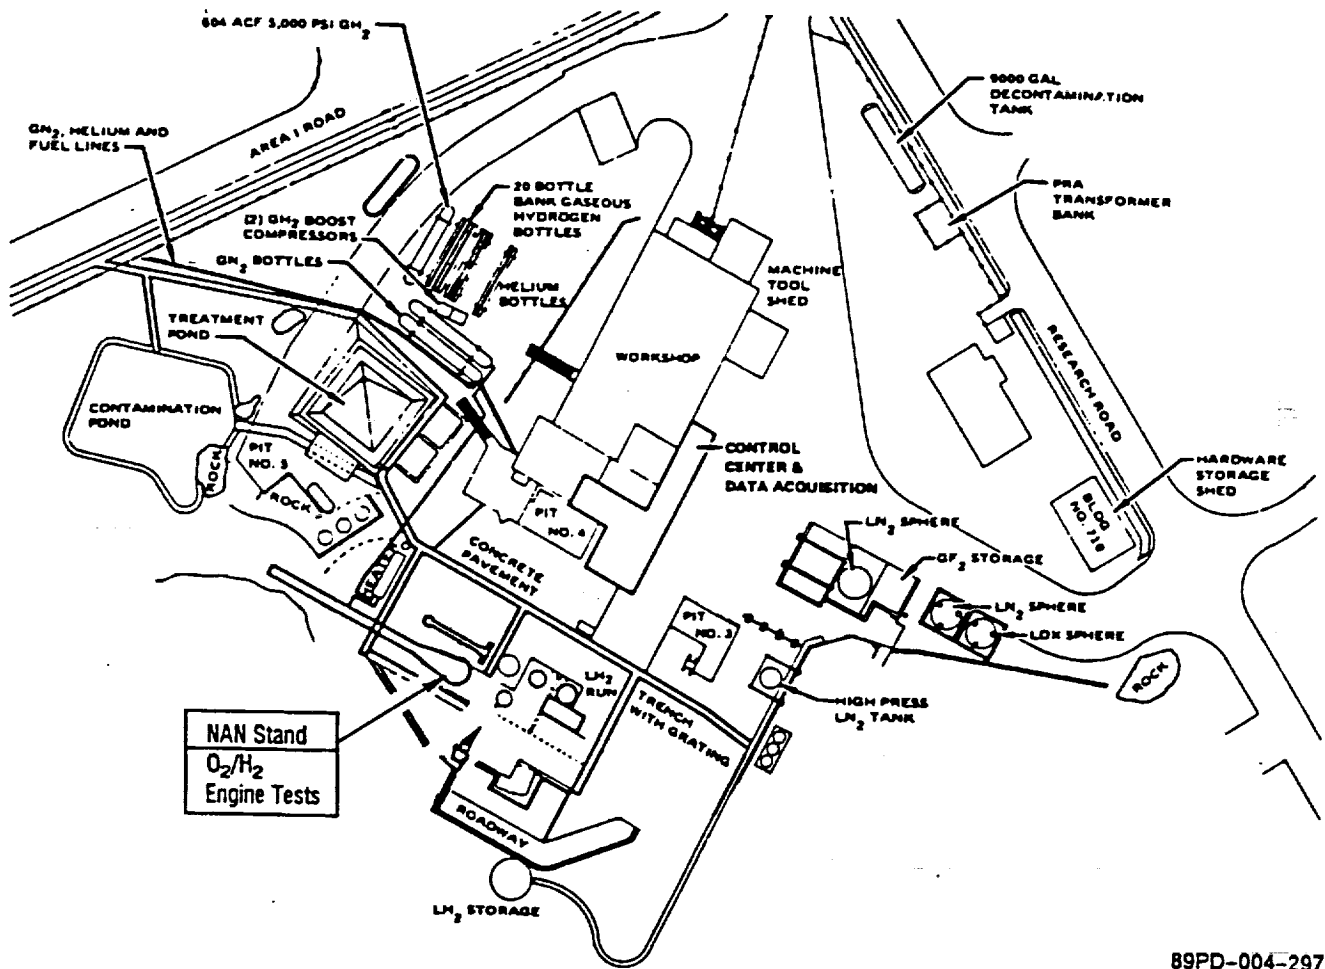 604 ACF 5,000 PSI GH₂
9000 GAL
DECONTAMINATION
TANK
GN₂, HELIUM AND
FUEL LINES
AREA I ROAD
20 BOTTLE
BANK GASEOUS
HYDROGEN
BOTTLES
PRA
TRANSFORMER
BANK
(2) GH₂ BOOST
COMPRESSORS
GN₂ BOTTLES
HELIUM
BOTTLES
MACHINE
TOOL
SHED
TREATMENT
POND
WORKSHOP
RESEARCH ROAD
CONTAMINATION
POND
PIT
NO. 5
ROCK
ROCK
CONTROL
CENTER &
DATA ACQUISITION
HARDWARE
STORAGE
SHED
BLDG
NO. 718
PIT
NO. 4
LN₂ SPHERE
CONCRETE
PAVEMENT
GF₂ STORAGE
HEATER
LN₂ SPHERE
LOX SPHERE
PIT
NO. 3
ROCK
LH₂
RUN
TRENCH
WITH GRATING
HIGH PRESS
LN₂ TANK
NAN Stand
O₂/H₂
Engine Tests
ROADWAY
LH₂ STORAGE
89PD-004-297